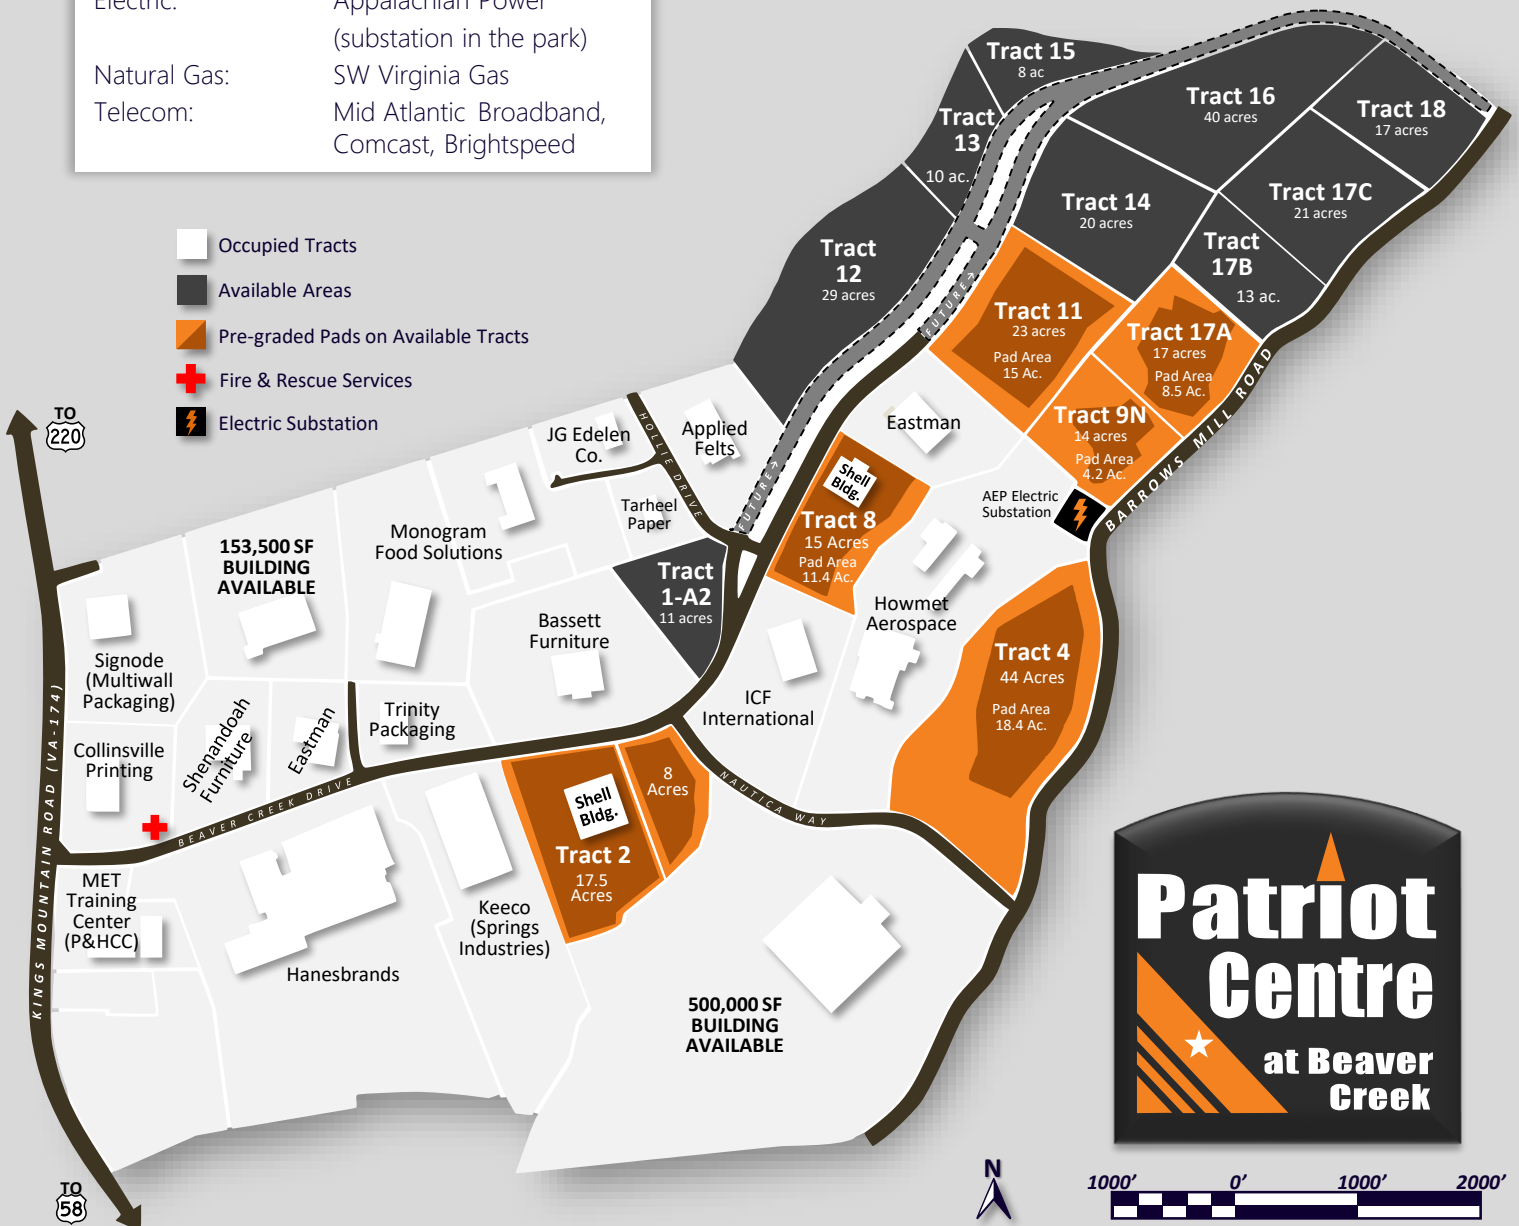 Electric:
Appalachian Power
(substation in the park)
Natural Gas:
SW Virginia Gas
Telecom:
Mid Atlantic Broadband,
Comcast, Brightspeed
Occupied Tracts
Available Areas
Pre-graded Pads on Available Tracts
Fire & Rescue Services
Electric Substation
Tract 15
8 ac
Tract
13
10 ac.
Tract 16
40 acres
Tract 18
17 acres
Tract 14
20 acres
Tract 17C
21 acres
Tract
17B
13 ac.
Tract
12
29 acres
Tract 11
23 acres
Pad Area
15 Ac.
Tract 17A
17 acres
Pad Area
8.5 Ac.
Tract 9N
14 acres
Pad Area
4.2 Ac.
FUTURE
FUTURE
BARROWS MILL ROAD
AEP Electric
Substation
Eastman
Shell
Bldg.
Tract 8
15 Acres
Pad Area
11.4 Ac.
Howmet
Aerospace
Tract 4
44 Acres
Pad Area
18.4 Ac.
TO
220
JG Edelen
Co.
HOLLIE DRIVE
Applied
Felts
Tarheel
Paper
Monogram
Food Solutions
153,500 SF
BUILDING
AVAILABLE
Tract
1-A2
11 acres
Bassett
Furniture
ICF
International
Signode
(Multiwall
Packaging)
Collinsville
Printing
Shenandoah
Furniture
Eastman
Trinity
Packaging
BEAVER CREEK DRIVE
NAUTICA WAY
KINGS MOUNTAIN ROAD (VA-174)
Shell
Bldg.
Tract 2
17.5
Acres
8
Acres
MET
Training
Center
(P&HCC)
Hanesbrands
Keeco
(Springs
Industries)
500,000 SF
BUILDING
AVAILABLE
TO
58
Patriot
Centre
at Beaver
Creek
N
1000' 0' 1000' 2000'